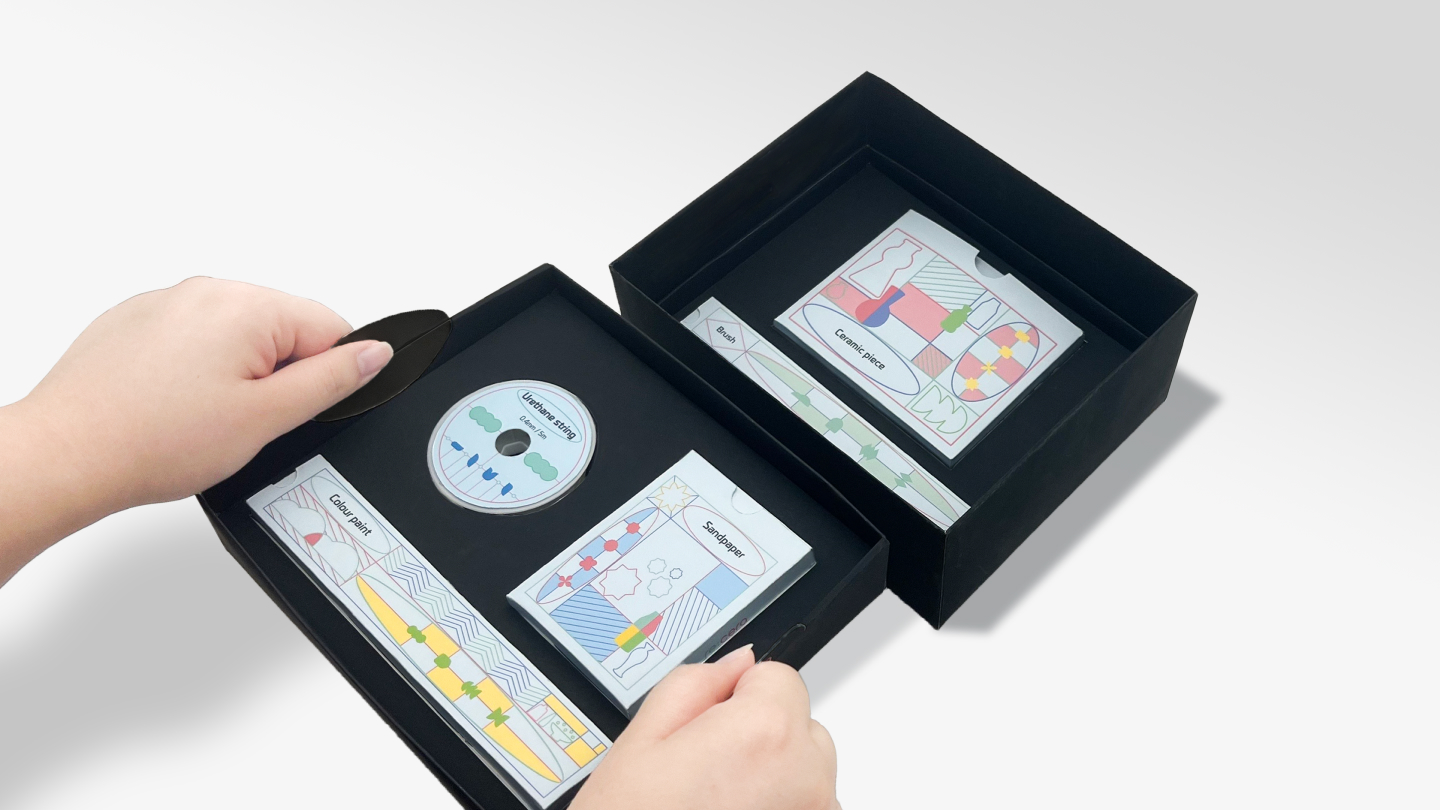 Urethane string
0.4mm / 5m
Colour paint
Sandpaper
Brush
Ceramic piece